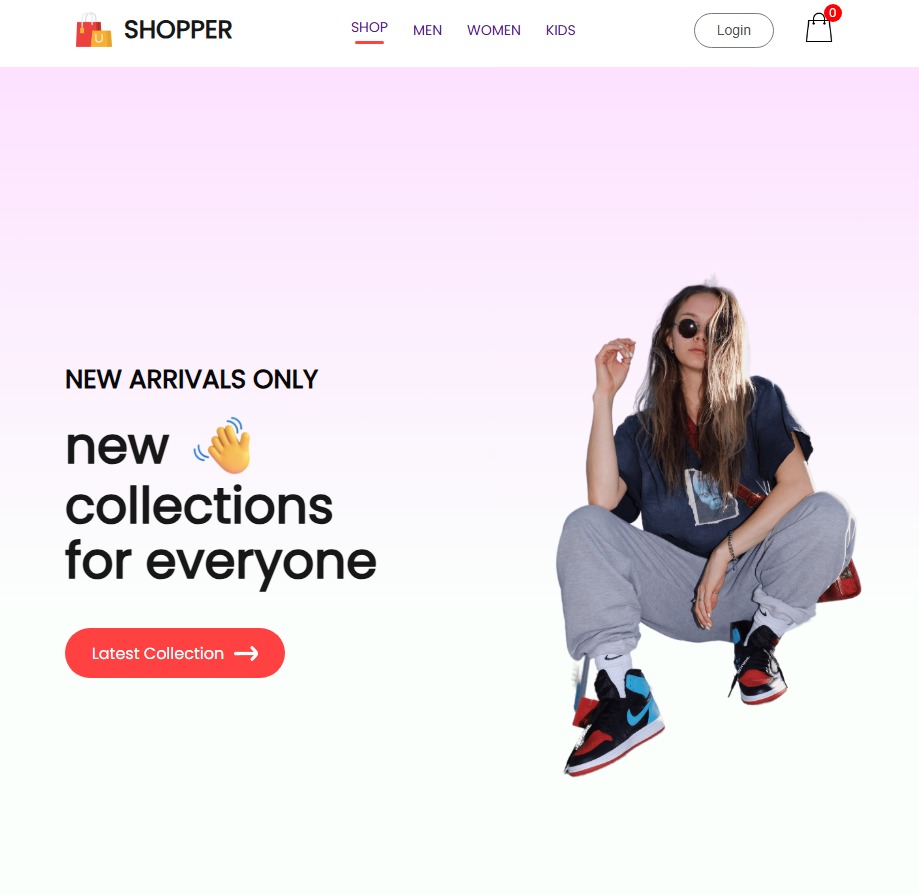 SHOPPER
SHOP
MEN
WOMEN
KIDS
Login
0
NEW ARRIVALS ONLY
new
collections
for everyone
Latest Collection